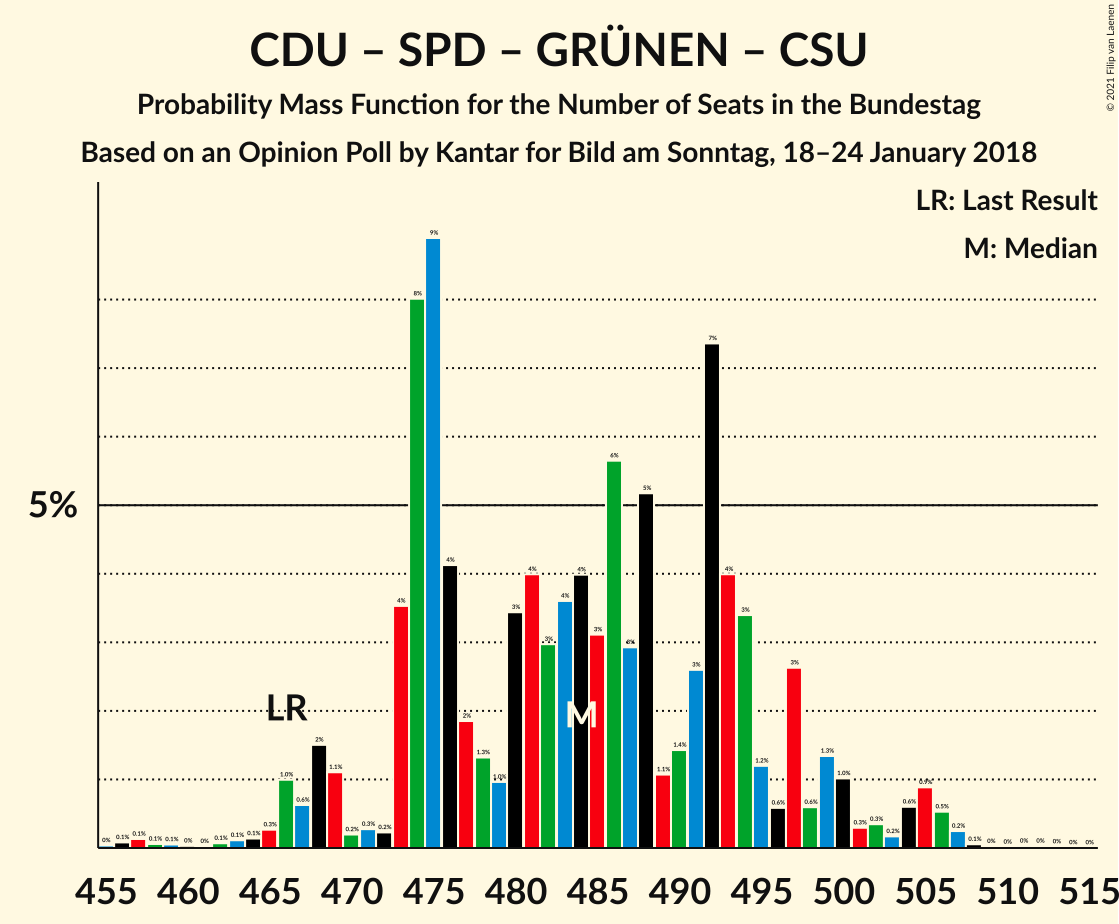 CDU – SPD – GRÜNEN – CSU
Probability Mass Function for the Number of Seats in the Bundestag
Based on an Opinion Poll by Kantar for Bild am Sonntag, 18–24 January 2018
© 2021 Filip van Laenen
LR: Last Result
M: Median
5%
LR
M
0% 0.1% 0.1% 0.1% 0.1% 0% 0% 0.1% 0.1% 0.1% 0.3% 1.0% 0.6% 2% 1.1% 0.2% 0.3% 0.2% 4% 8% 9% 4% 2% 1.3% 1.0% 3% 4% 3% 4% 4% 3% 6% 3% 5% 1.1% 1.4% 3% 7% 4% 3% 1.2% 0.6% 3% 0.6% 1.3% 1.0% 0.3% 0.3% 0.2% 0.6% 0.9% 0.5% 0.2% 0.1% 0% 0% 0% 0% 0% 0% 0%
455 460 465 470 475 480 485 490 495 500 505 510 515